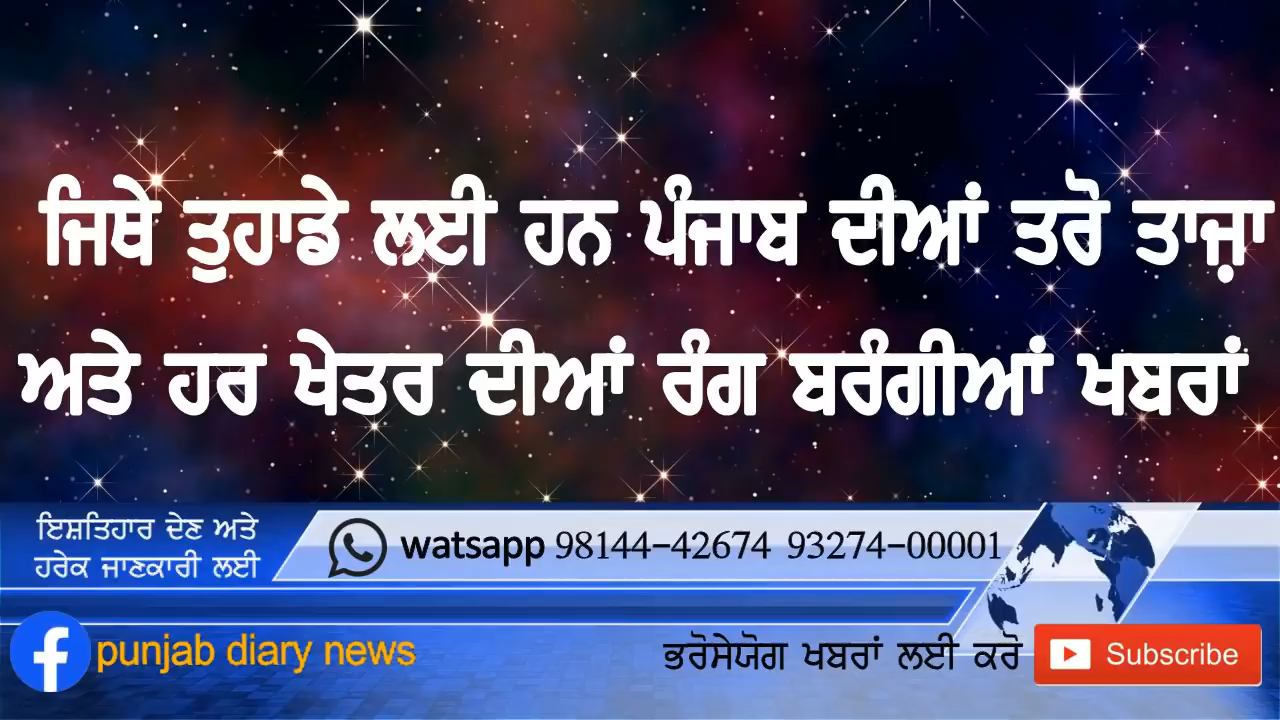 ਜਿਥੇ ਤੁਹਾਡੇ ਲਈ ਹਨ ਪੰਜਾਬ ਦੀਆਂ ਤਰੋ ਤਾਜ਼ਾ
ਅਤੇ ਹਰ ਖੇਤਰ ਦੀਆਂ ਰੰਗ ਬਰੰਗੀਆਂ ਖਬਰਾਂ
ਇਸ਼ਤਿਹਾਰ ਦੇਣ ਅਤੇ
ਹਰੇਕ ਜਾਣਕਾਰੀ ਲਈ
watsapp 98144-42674 93274-00001
punjab diary news
ਭਰੋਸੇਯੋਗ ਖਬਰਾਂ ਲਈ ਕਰੋ
Subscribe